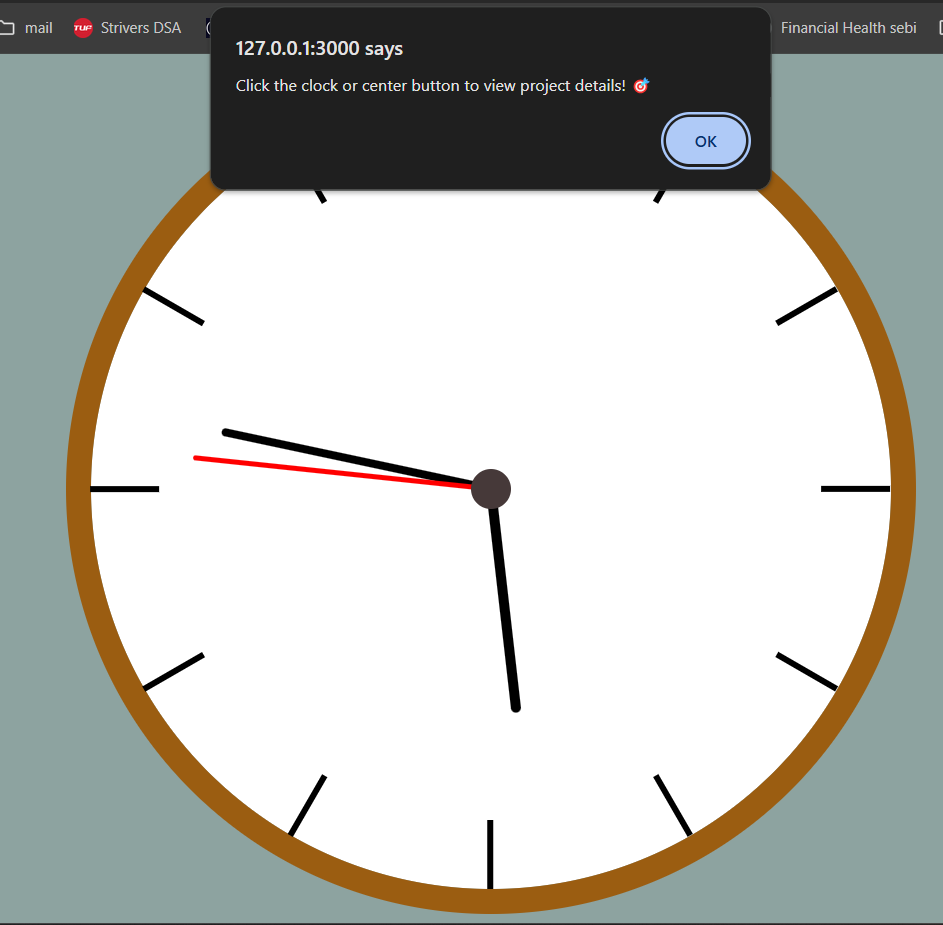 mail TUF Strivers DSA Financial Health sebi
127.0.0.1:3000 says
Click the clock or center button to view project details! 🎯
OK